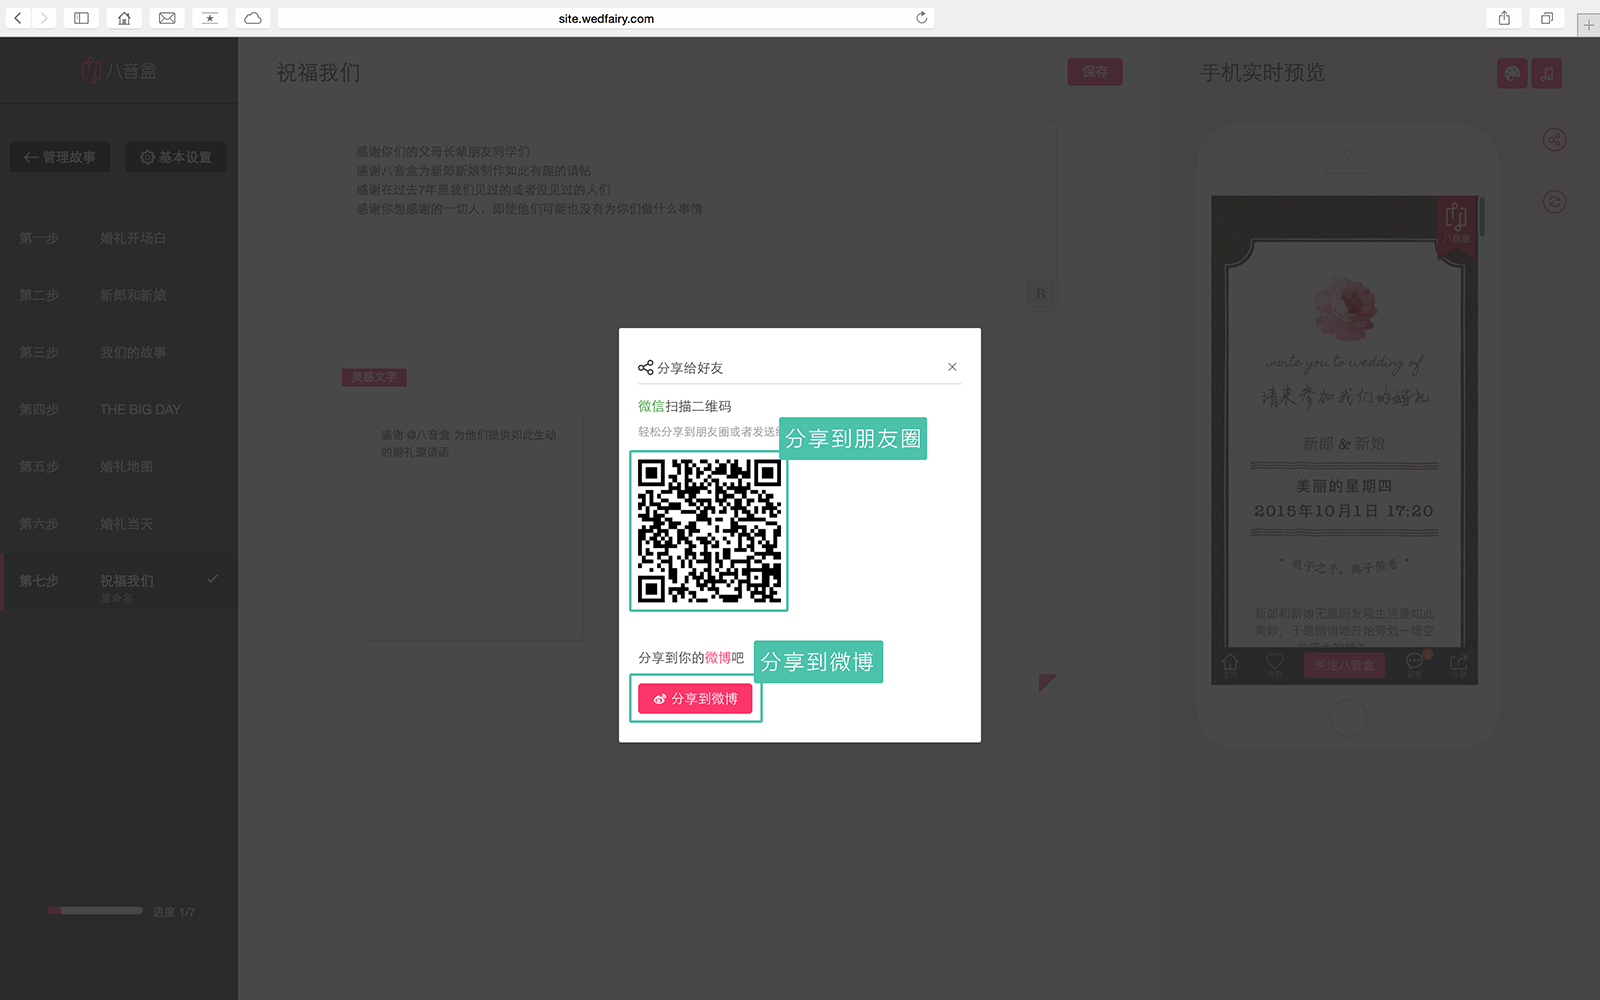 site.wedfairy.com
八音盒
祝福我们
保存
手机实时预览
管理故事
基本设置
第一步 婚礼开场白
第二步 新郎和新娘
第三步 我们的故事
第四步 THE BIG DAY
第五步 婚礼地图
第六步 婚礼当天
第七步 祝福我们
重命名
进度 1/7
感谢你们的父母长辈朋友同学们
感谢八音盒为新郎新娘制作如此有趣的请帖
感谢在过去7年里我们见过的或者没见过的人们
感谢你想感谢的一切人，即使他们可能也没有为你们做什么事情
B
灵感文字
感谢 @八音盒 为他们提供如此生动
的婚礼邀请函
分享给好友
微信扫描二维码
轻松分享到朋友圈或者发送
分享到朋友圈
分享到你的微博吧
分享到微博
分享到微博
八音盒
invite you to wedding of
请来参加我们的婚礼
新郎 & 新娘
美丽的星期四
2015年10月1日 17:20
执子之手，与子偕老
新郎和新娘无意间发现生活是如此
美妙，于是悄悄地开始筹划一场空
关注八音盒